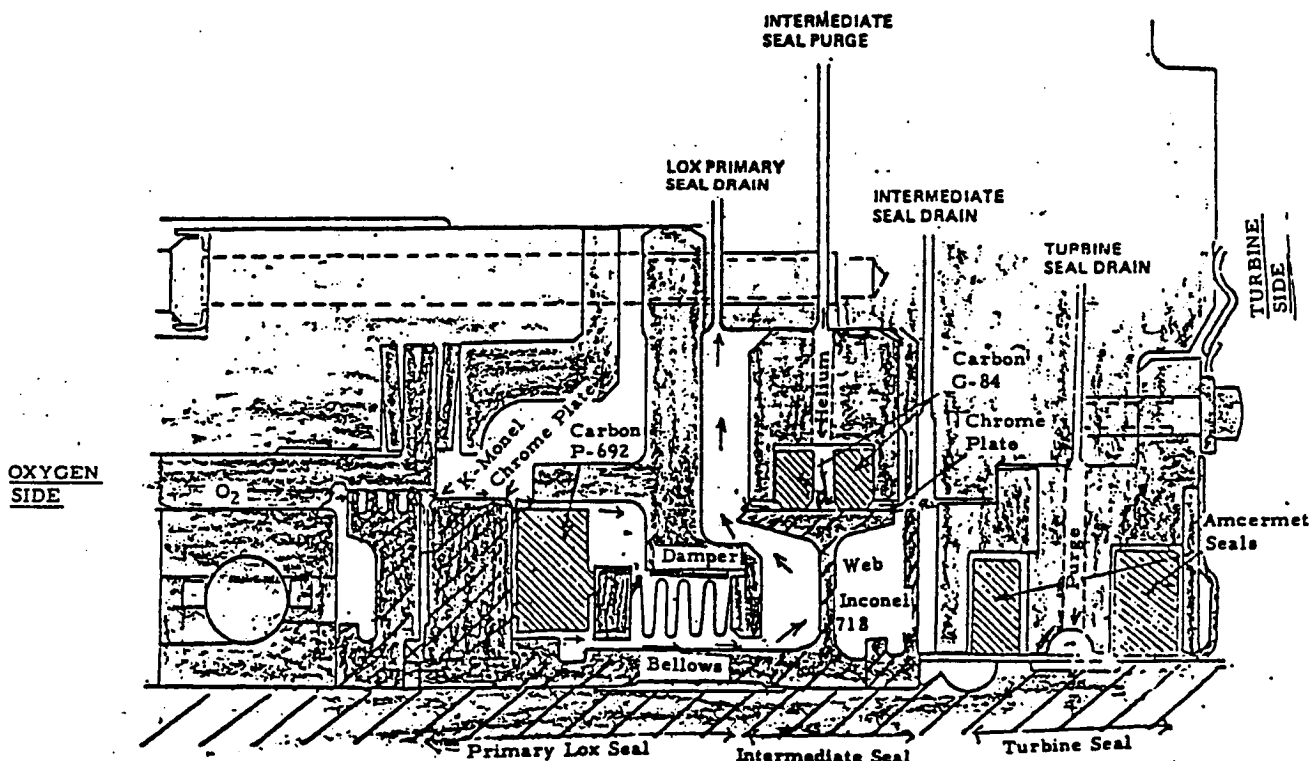 INTERMEDIATE
SEAL PURGE
LOX PRIMARY
SEAL DRAIN
INTERMEDIATE
SEAL DRAIN
TURBINE
SEAL DRAIN
TURBINE
SIDE
Helium
Carbon
G-84
Chrome
Plate
K-Monel
Chrome Plate
Carbon
P-692
OXYGEN
SIDE
O2
Damper
Web
Inconel
718
Purge
Amcermet
Seals
Bellows
Primary Lox Seal
Intermediate Seal
Turbine Seal